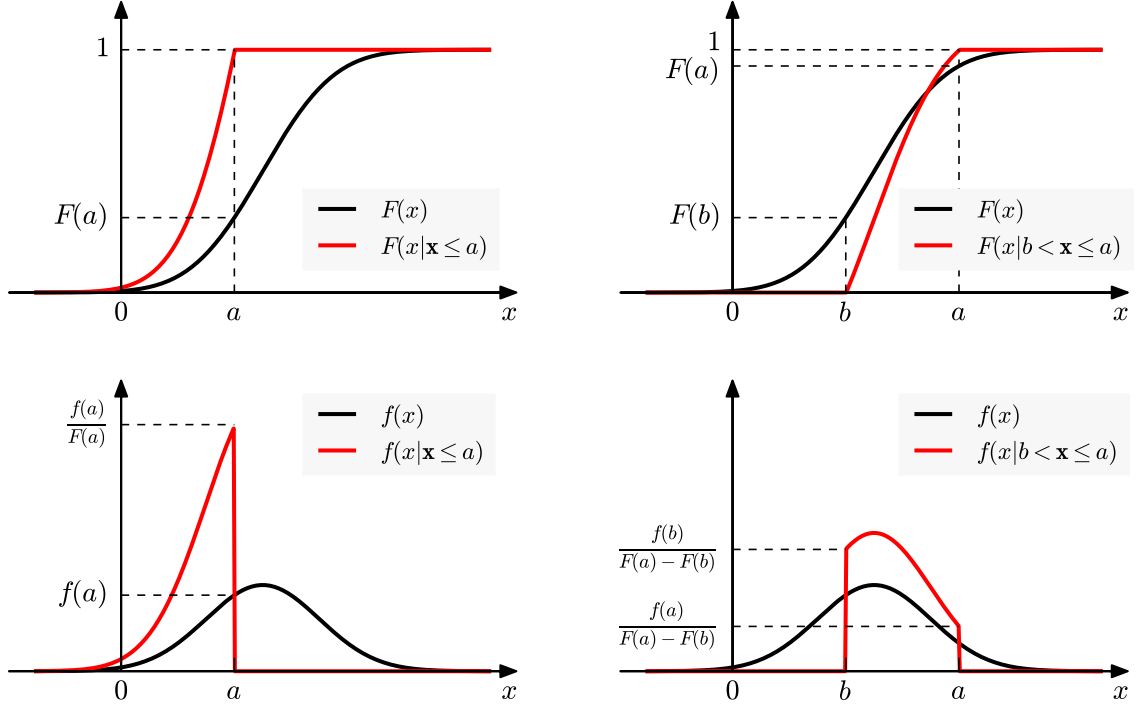 1
F(a)
F(x)
F(x|𝐱 ≤ a)
0
a
x
1
F(a)
F(b)
F(x)
F(x|b < 𝐱 ≤ a)
0
b
a
x
f(a)
F(a)
f(a)
f(x)
f(x|𝐱 ≤ a)
0
a
x
f(b)
F(a) − F(b)
f(a)
F(a) − F(b)
f(x)
f(x|b < 𝐱 ≤ a)
0
b
a
x